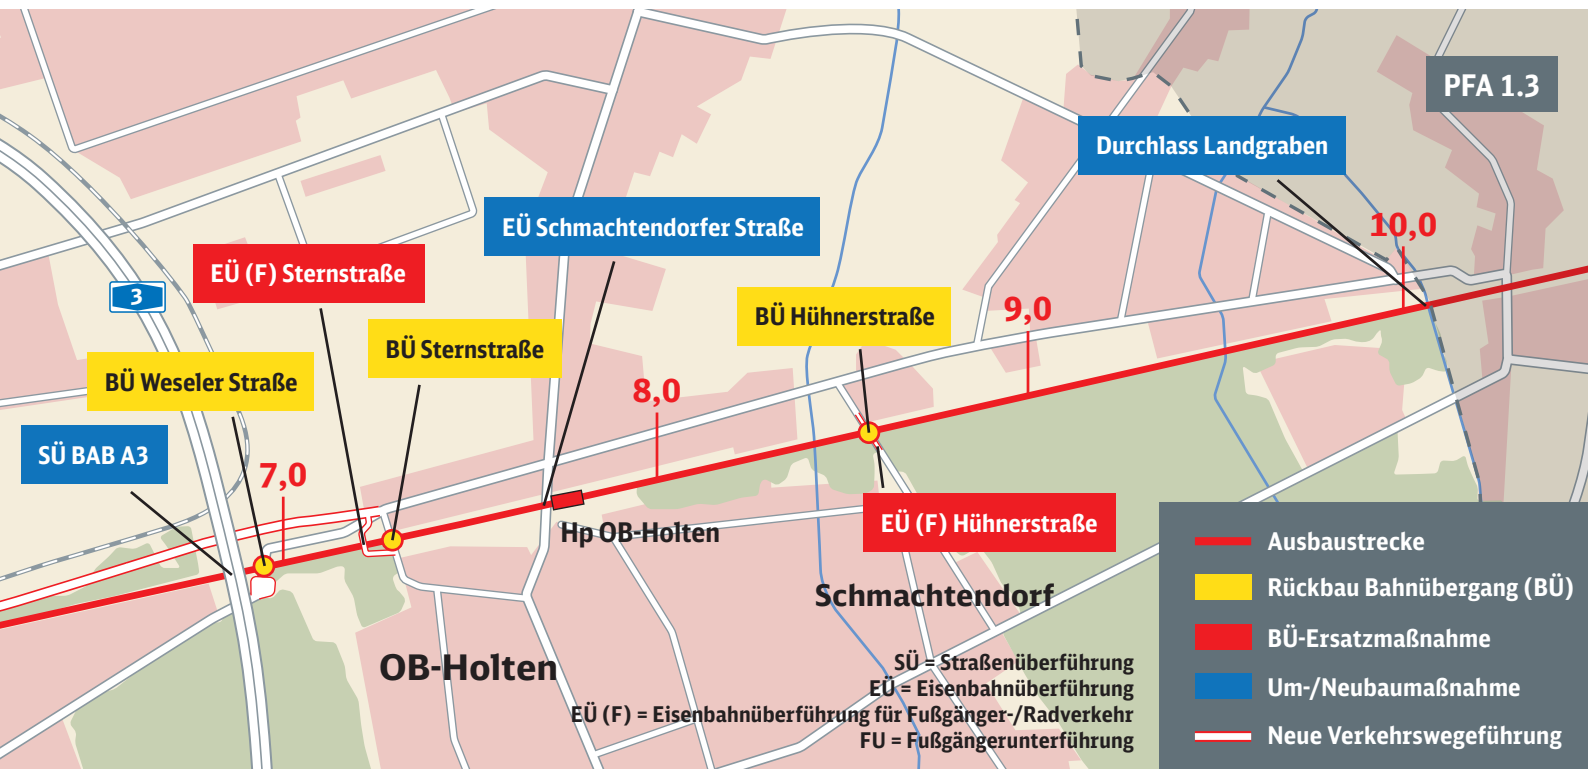 PFA 1.3
Durchlass Landgraben
10,0
EÜ Schmachtendorfer Straße
EÜ (F) Sternstraße
3
BÜ Hühnerstraße
9,0
BÜ Sternstraße
BÜ Weseler Straße
8,0
SÜ BAB A3
7,0
Hp OB-Holten
EÜ (F) Hühnerstraße
Schmachtendorf
OB-Holten
SÜ = Straßenüberführung
EÜ = Eisenbahnüberführung
EÜ (F) = Eisenbahnüberführung für Fußgänger-/Radverkehr
FU = Fußgängerunterführung
Ausbaustrecke
Rückbau Bahnübergang (BÜ)
BÜ-Ersatzmaßnahme
Um-/Neubaumaßnahme
Neue Verkehrswegeführung